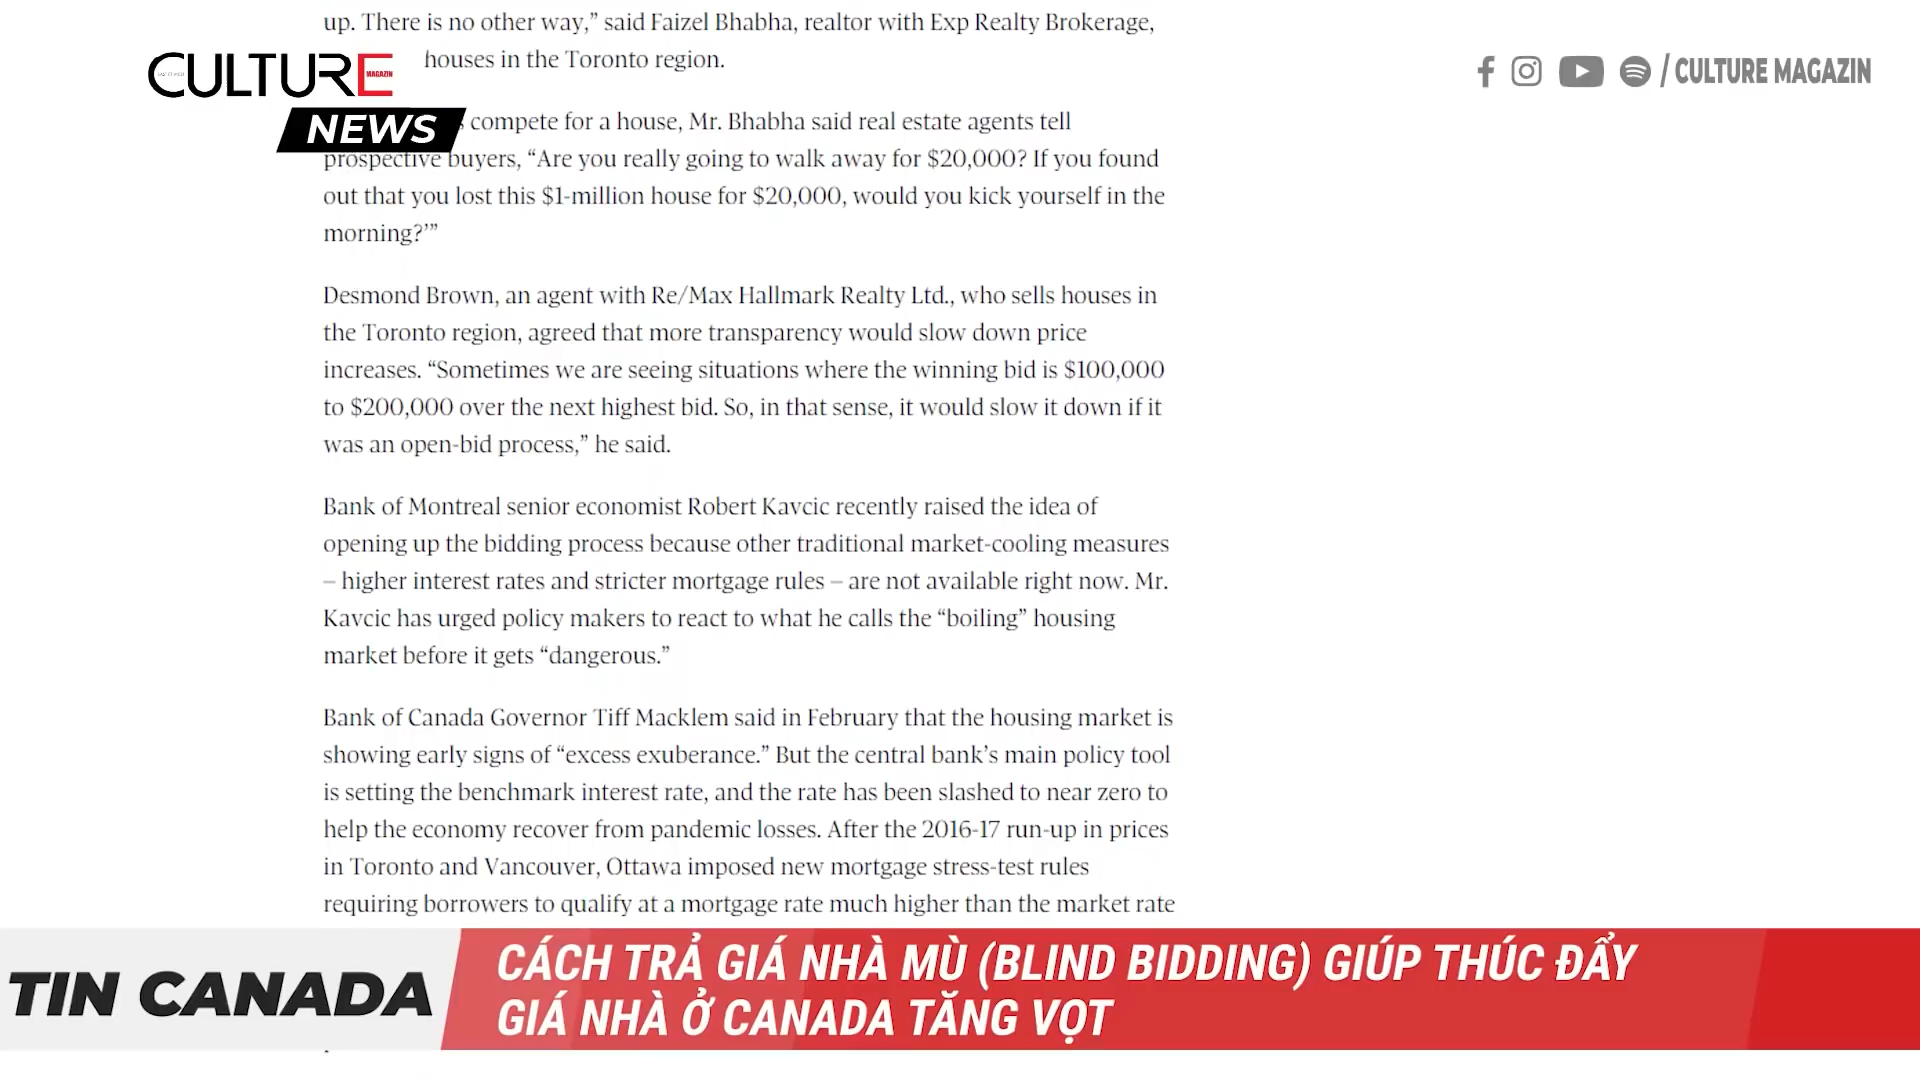 up. There is no other way,” said Faizel Bhabha, realtor with Exp Realty Brokerage,
houses in the Toronto region.
CULTURE
MAGAZIN
NEWS
/ CULTURE MAGAZIN
compete for a house, Mr. Bhabha said real estate agents tell
prospective buyers, “Are you really going to walk away for $20,000? If you found
out that you lost this $1-million house for $20,000, would you kick yourself in the
morning?’”
Desmond Brown, an agent with Re/Max Hallmark Realty Ltd., who sells houses in
the Toronto region, agreed that more transparency would slow down price
increases. “Sometimes we are seeing situations where the winning bid is $100,000
to $200,000 over the next highest bid. So, in that sense, it would slow it down if it
was an open-bid process,” he said.
Bank of Montreal senior economist Robert Kavcic recently raised the idea of
opening up the bidding process because other traditional market-cooling measures
– higher interest rates and stricter mortgage rules – are not available right now. Mr.
Kavcic has urged policy makers to react to what he calls the “boiling” housing
market before it gets “dangerous.”
Bank of Canada Governor Tiff Macklem said in February that the housing market is
showing early signs of “excess exuberance.” But the central bank’s main policy tool
is setting the benchmark interest rate, and the rate has been slashed to near zero to
help the economy recover from pandemic losses. After the 2016-17 run-up in prices
in Toronto and Vancouver, Ottawa imposed new mortgage stress-test rules
requiring borrowers to qualify at a mortgage rate much higher than the market rate
TIN CANADA
CÁCH TRẢ GIÁ NHÀ MÙ (BLIND BIDDING) GIÚP THÚC ĐẨY
GIÁ NHÀ Ở CANADA TĂNG VỌT